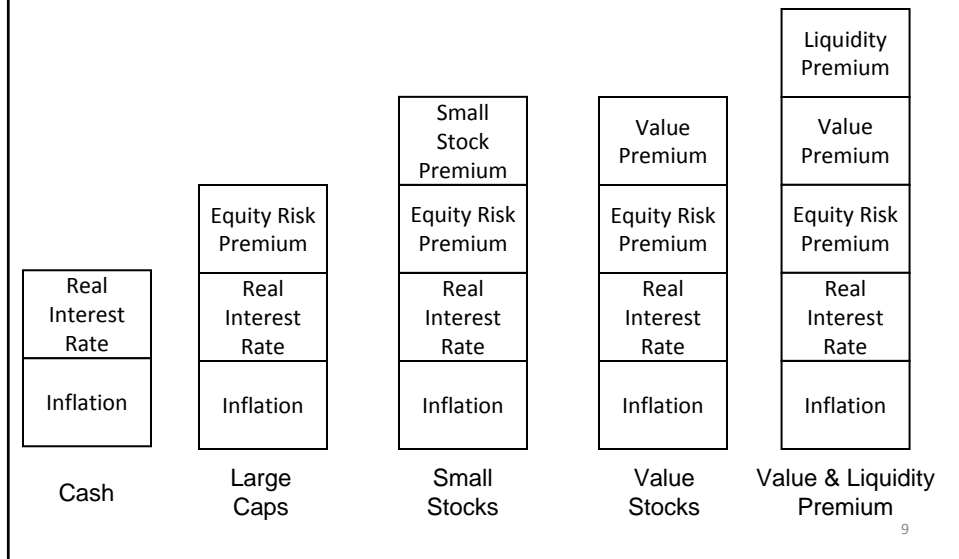 Cash
Real
Interest
Rate
Inflation
Large
Caps
Equity Risk
Premium
Real
Interest
Rate
Inflation
Small
Stocks
Small
Stock
Premium
Equity Risk
Premium
Real
Interest
Rate
Inflation
Value
Stocks
Value
Premium
Equity Risk
Premium
Real
Interest
Rate
Inflation
Value & Liquidity
Premium
Liquidity
Premium
Value
Premium
Equity Risk
Premium
Real
Interest
Rate
Inflation
9